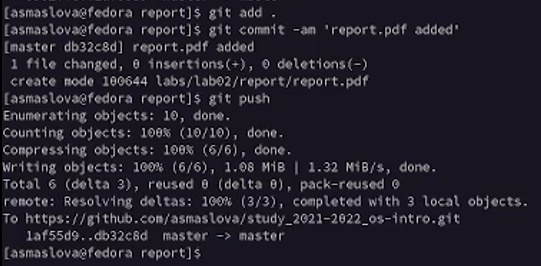 [asmaslova@fedora report]$ git add .
[asmaslova@fedora report]$ git commit -am 'report.pdf added'
[master db32c8d] report.pdf added
1 file changed, 0 insertions(+), 0 deletions(-)
create mode 100644 labs/lab02/report/report.pdf
[asmaslova@fedora report]$ git push
Enumerating objects: 10, done.
Counting objects: 100% (10/10), done.
Compressing objects: 100% (6/6), done.
Writing objects: 100% (6/6), 1.08 MiB | 1.32 MiB/s, done.
Total 6 (delta 3), reused 0 (delta 0), pack-reused 0
remote: Resolving deltas: 100% (3/3), completed with 3 local objects.
To https://github.com/asmaslova/study_2021-2022_os-intro.git
1af55d9..db32c8d  master -> master
[asmaslova@fedora report]$